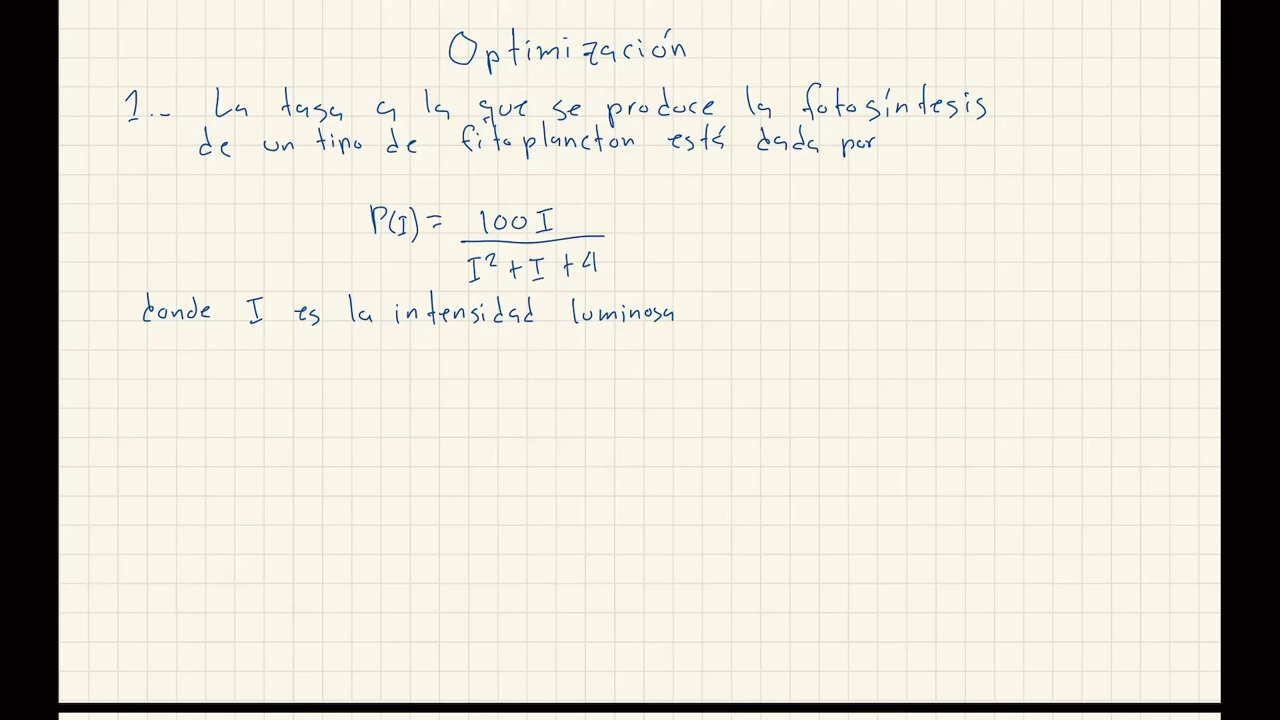 Optimización
1.- La tasa a la que se produce la fotosíntesis
de un tipo de fitoplancton está dada por
P(I) = 100 I
I² + I + 4
donde I es la intensidad luminosa